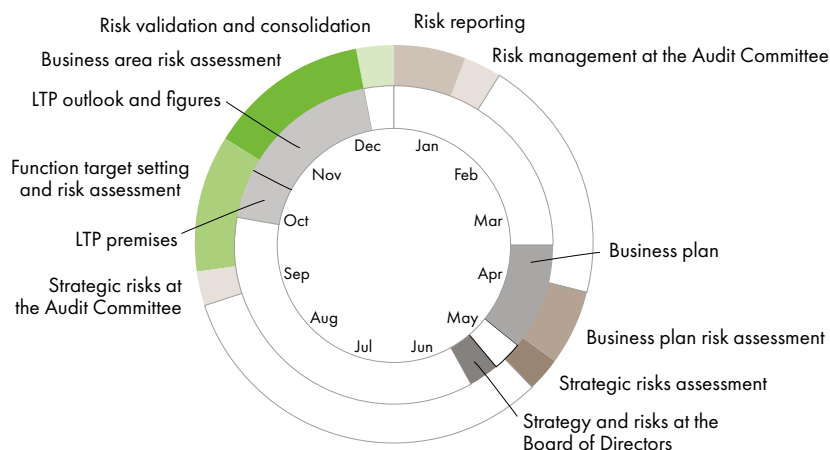 Risk validation and consolidation
Risk reporting
Business area risk assessment
Risk management at the Audit Committee
LTP outlook and figures
Function target setting
and risk assessment
LTP premises
Strategic risks at
the Audit Committee
Dec
Jan
Nov
Feb
Oct
Mar
Sep
Apr
Aug
May
Jul
Jun
Business plan
Business plan risk assessment
Strategic risks assessment
Strategy and risks at the
Board of Directors